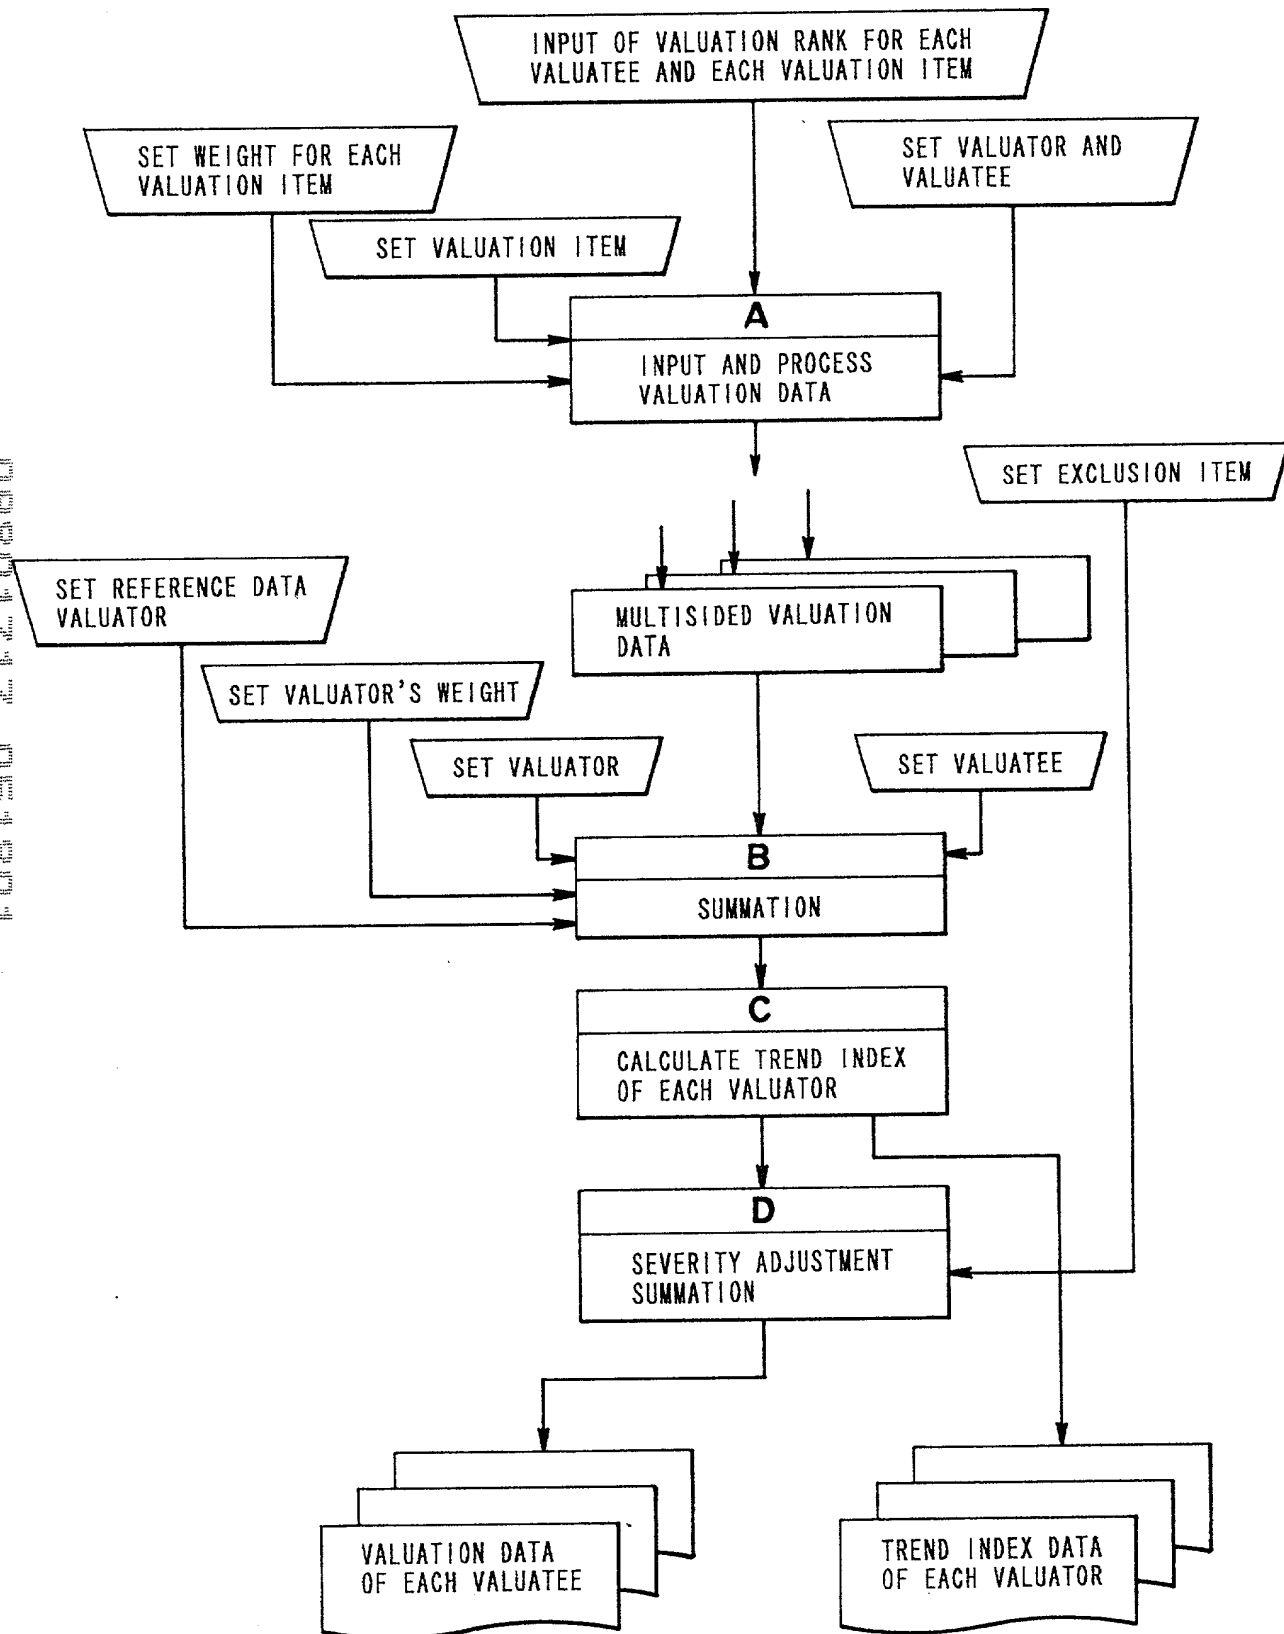 INPUT OF VALUATION RANK FOR EACH
VALUATEE AND EACH VALUATION ITEM
SET WEIGHT FOR EACH
VALUATION ITEM
SET VALUATOR AND
VALUATEE
SET VALUATION ITEM
A
INPUT AND PROCESS
VALUATION DATA
SET EXCLUSION ITEM
SET REFERENCE DATA
VALUATOR
MULTISIDED VALUATION
DATA
SET VALUATOR'S WEIGHT
SET VALUATOR
SET VALUATEE
B
SUMMATION
C
CALCULATE TREND INDEX
OF EACH VALUATOR
D
SEVERITY ADJUSTMENT
SUMMATION
VALUATION DATA
OF EACH VALUATEE
TREND INDEX DATA
OF EACH VALUATOR